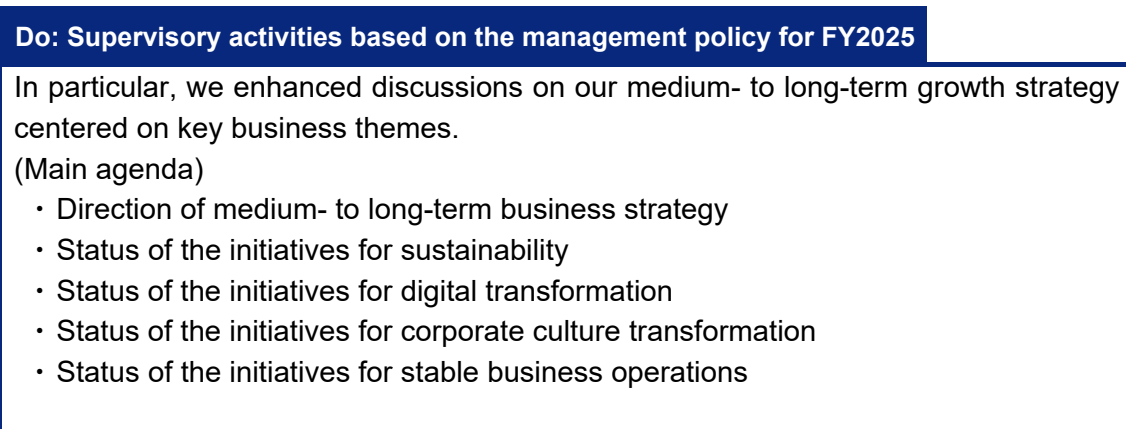 Do: Supervisory activities based on the management policy for FY2025
In particular, we enhanced discussions on our medium- to long-term growth strategy
centered on key business themes.
(Main agenda)
・Direction of medium- to long-term business strategy
・Status of the initiatives for sustainability
・Status of the initiatives for digital transformation
・Status of the initiatives for corporate culture transformation
・Status of the initiatives for stable business operations